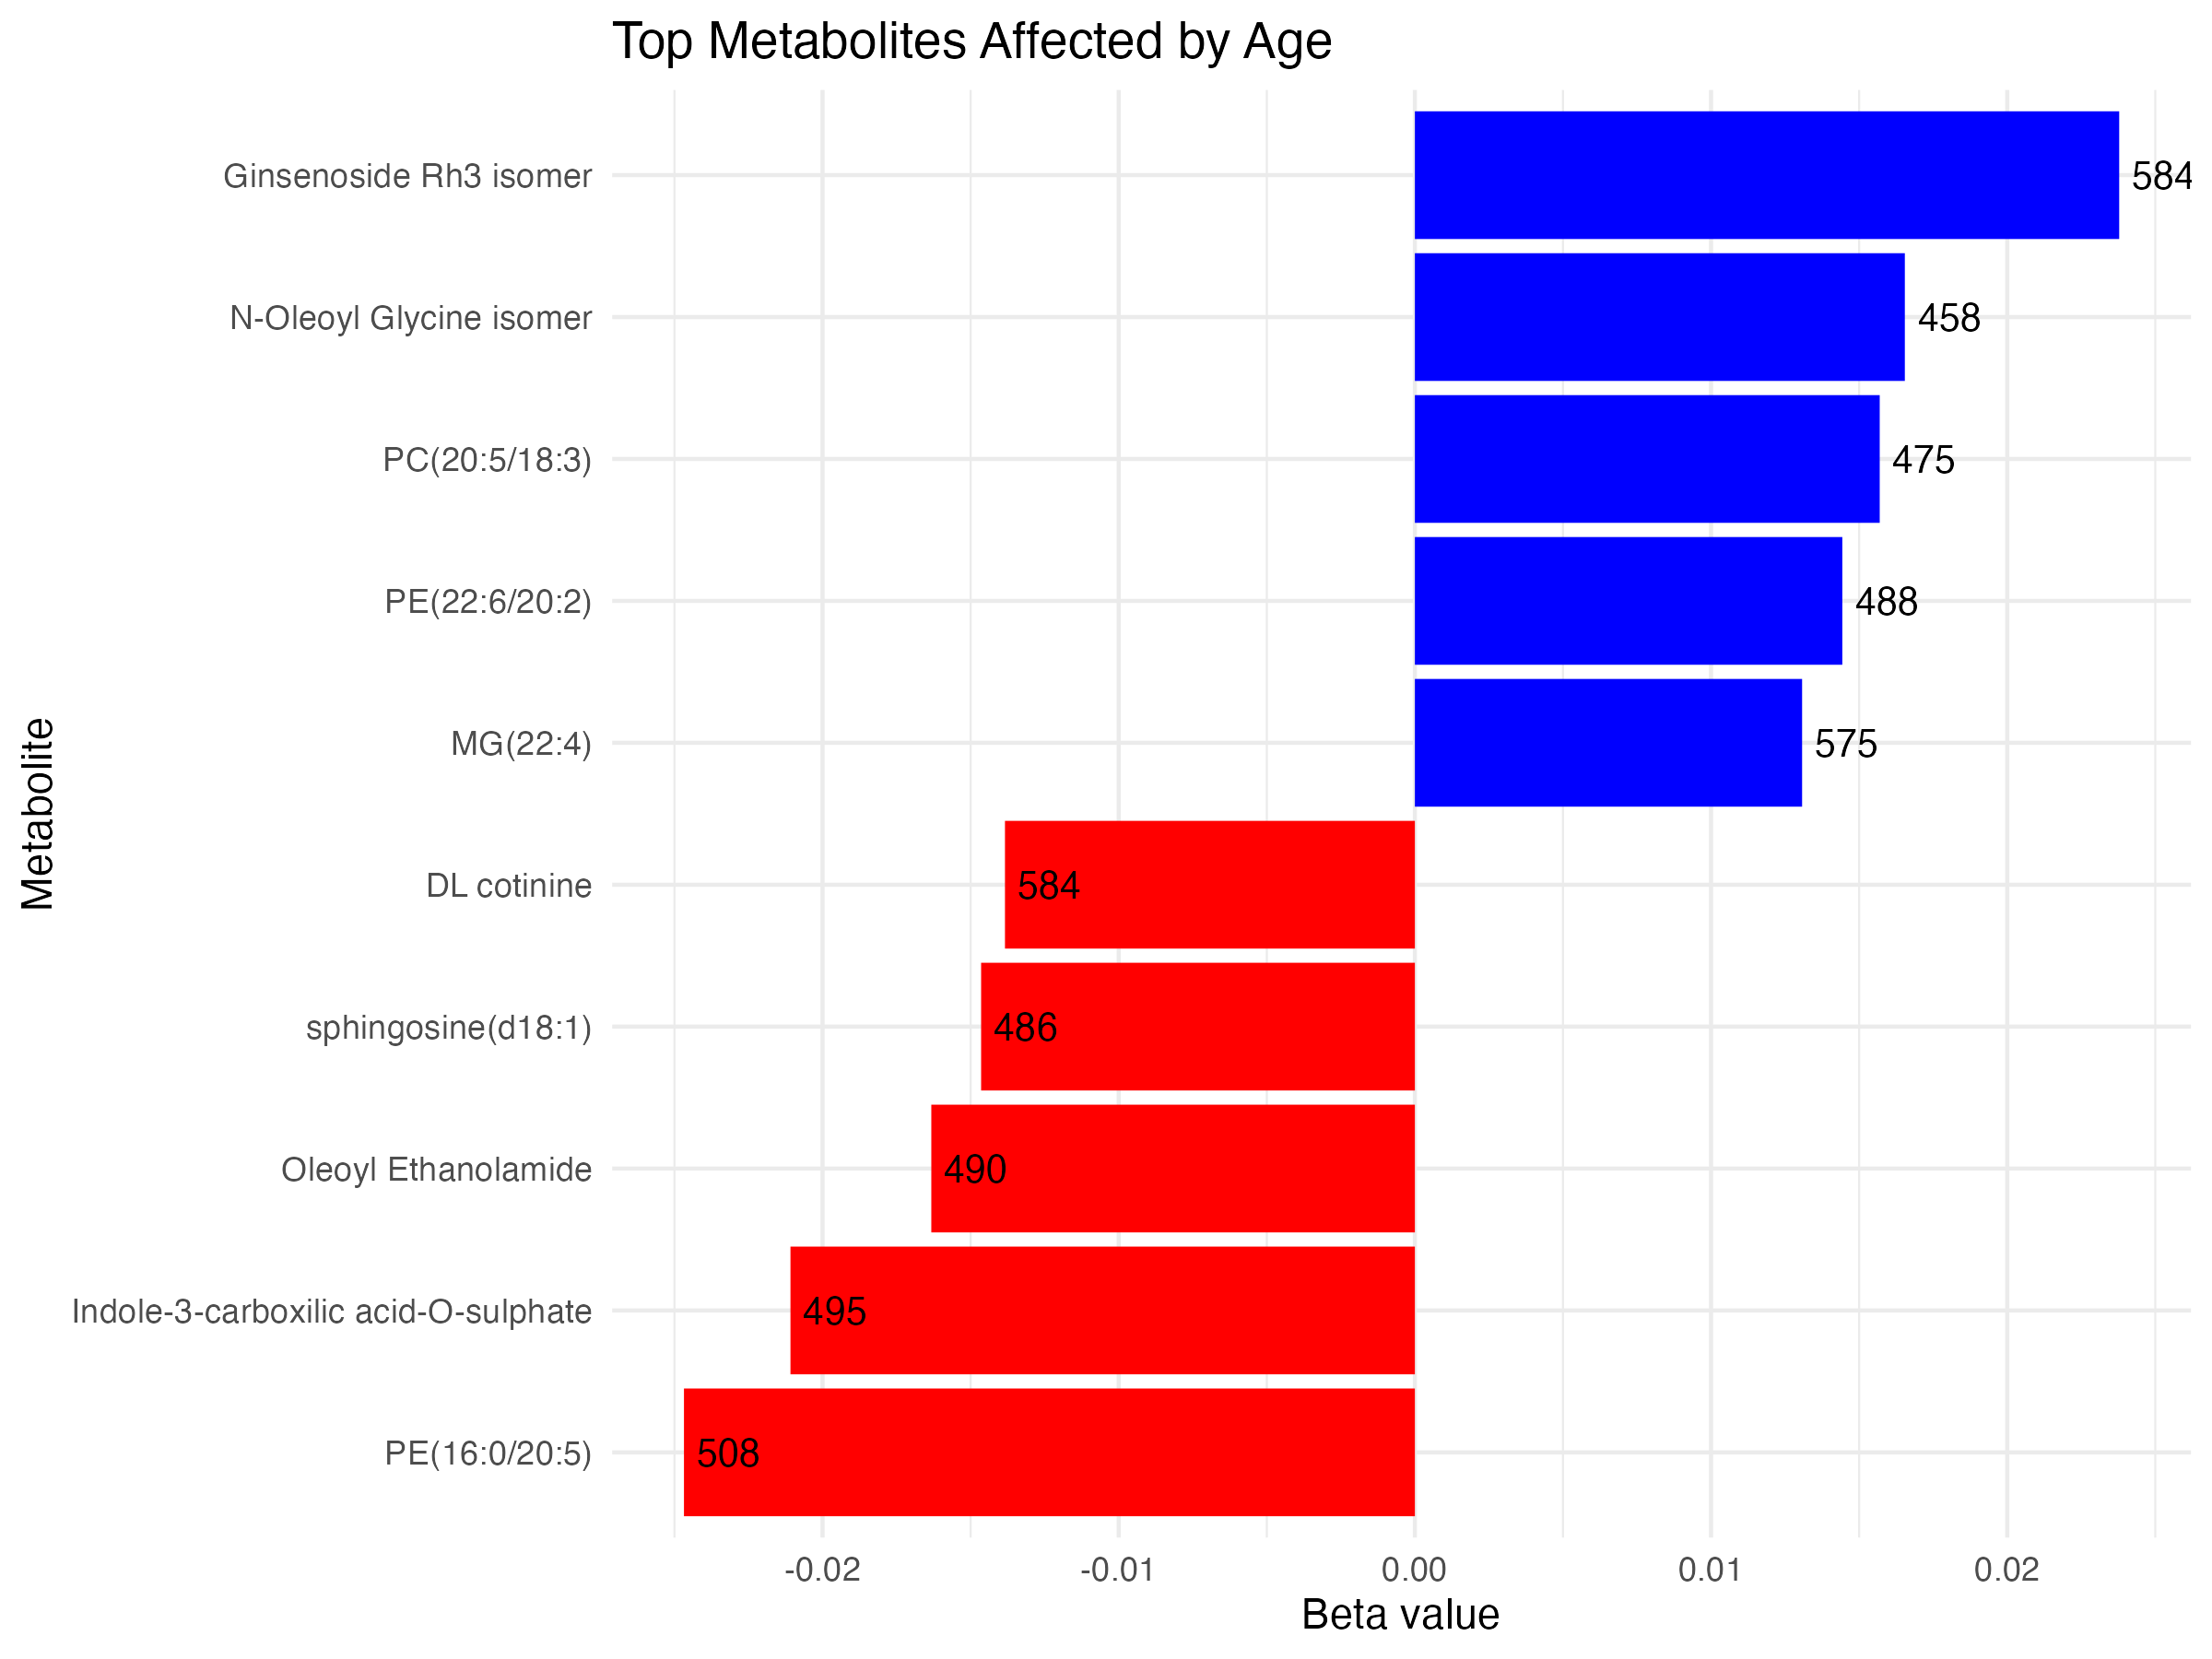 Top Metabolites Affected by Age
Metabolite
Ginsenoside Rh3 isomer
584
N-Oleoyl Glycine isomer
458
PC(20:5/18:3)
475
PE(22:6/20:2)
488
MG(22:4)
575
DL cotinine
584
sphingosine(d18:1)
486
Oleoyl Ethanolamide
490
Indole-3-carboxilic acid-O-sulphate
495
PE(16:0/20:5)
508
-0.02 -0.01 0.00 0.01 0.02
Beta value